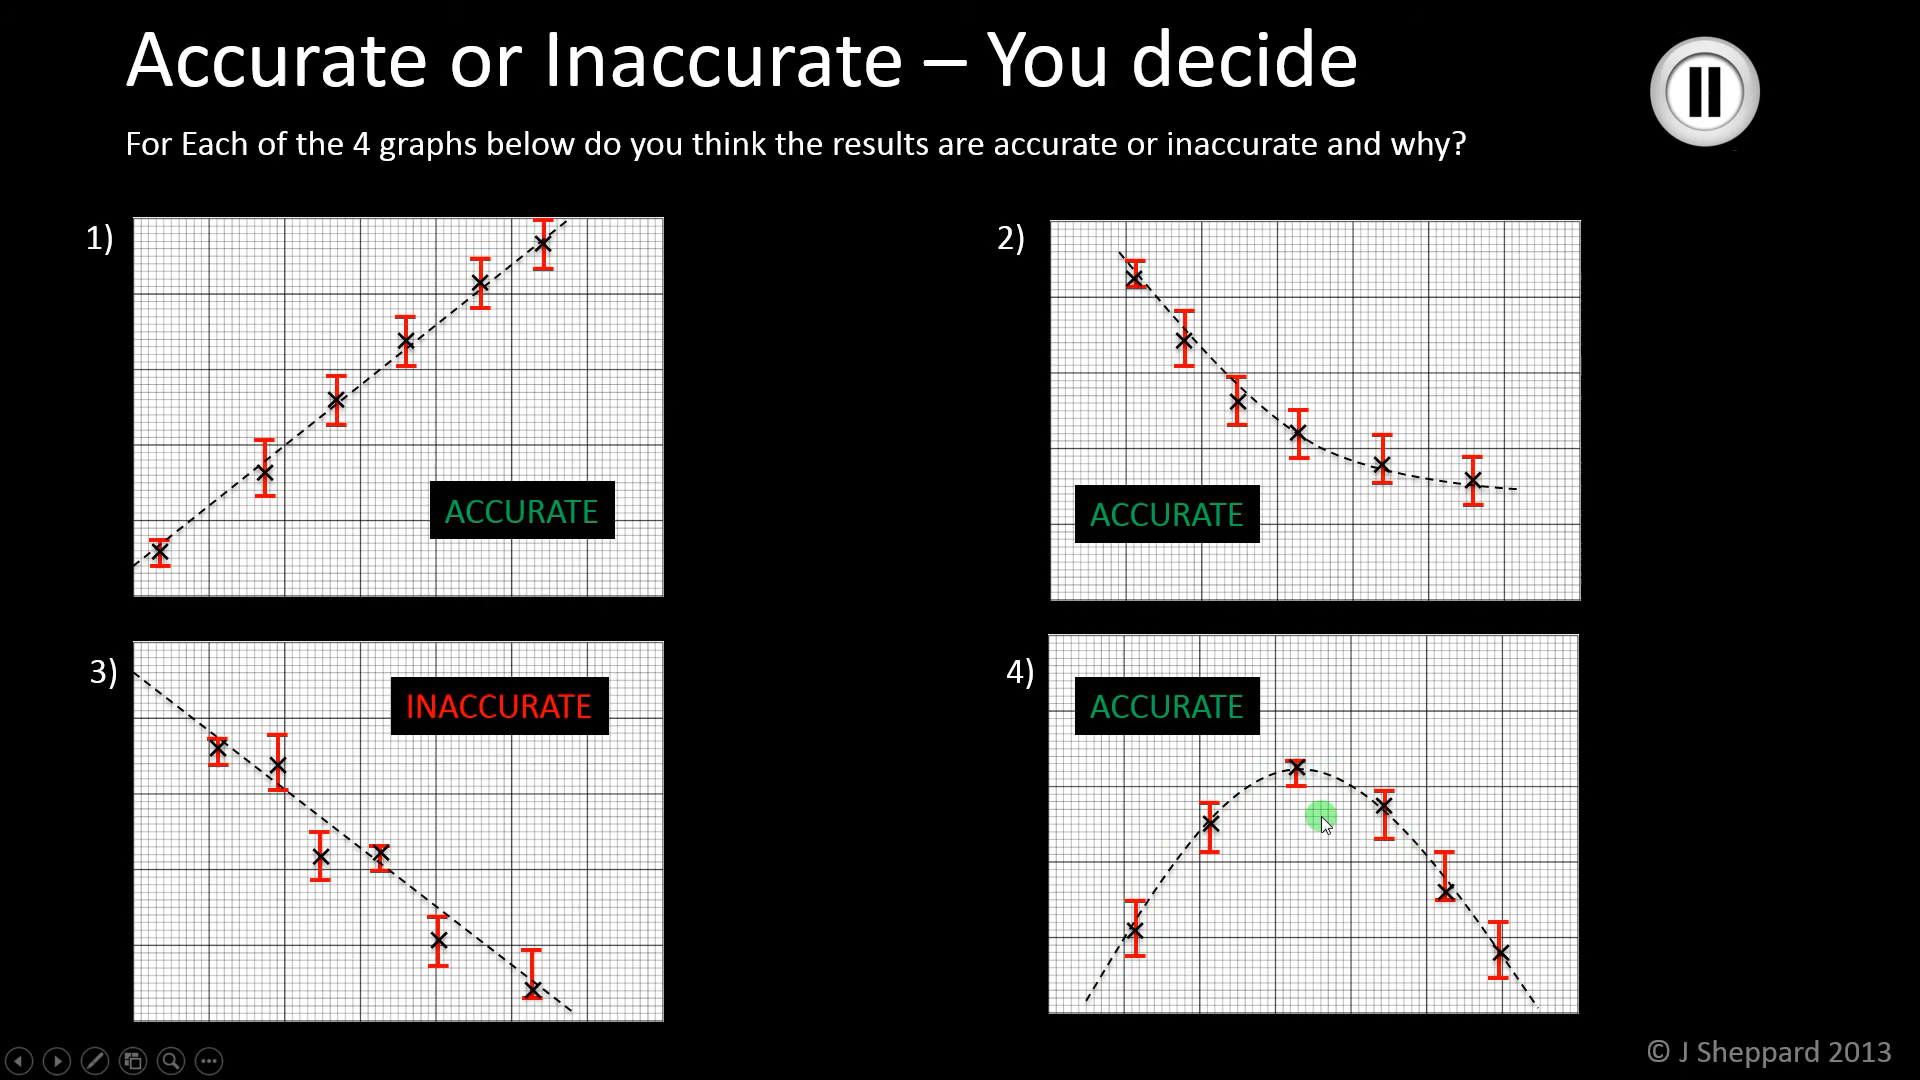 Accurate or Inaccurate – You decide
For Each of the 4 graphs below do you think the results are accurate or inaccurate and why?
1)
ACCURATE
2)
ACCURATE
3)
INACCURATE
4)
ACCURATE
© J Sheppard 2013